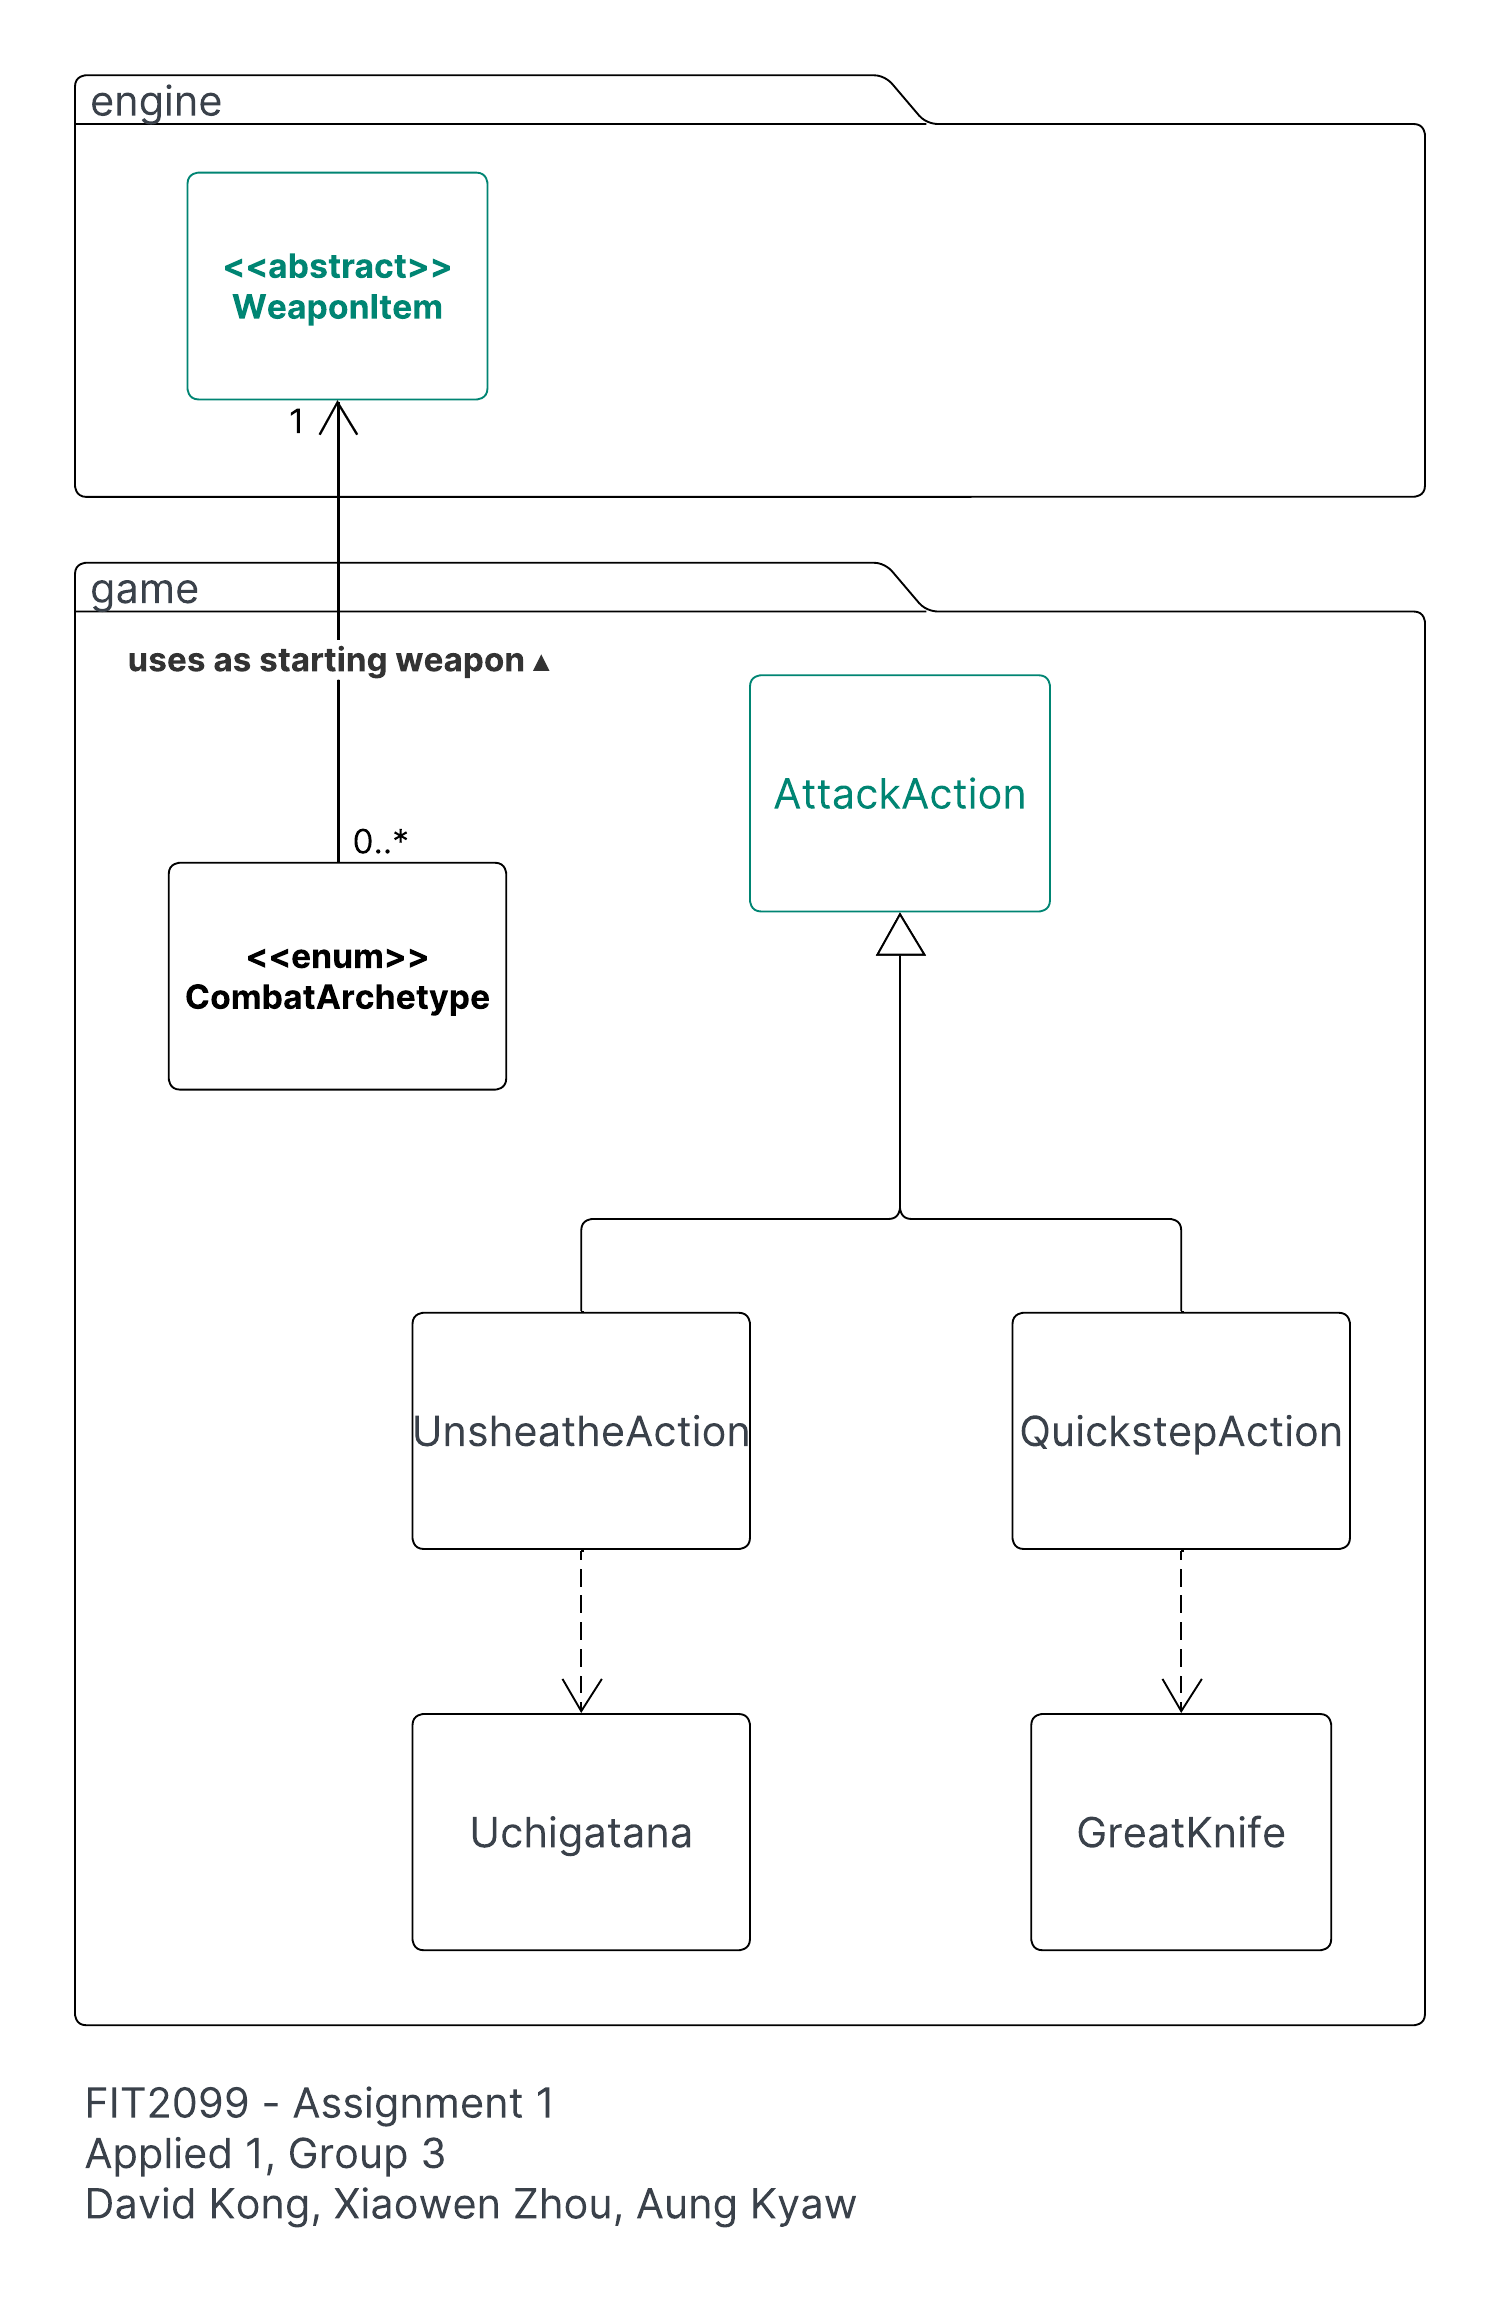 engine
<<abstract>>
WeaponItem
1
game
uses as starting weapon ▲
AttackAction
0..*
<<enum>>
CombatArchetype
UnsheatheAction
QuickstepAction
Uchigatana
GreatKnife
FIT2099 - Assignment 1
Applied 1, Group 3
David Kong, Xiaowen Zhou, Aung Kyaw